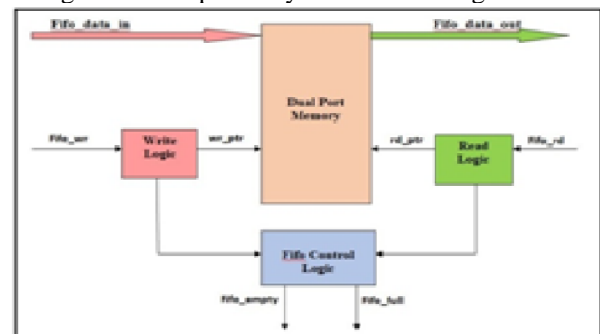 Fifo_data_in
Fifo_data_out
Dual Port
Memory
Fifo_wr
Write
Logic
wr_ptr
rd_ptr
Read
Logic
Fifo_rd
Fifo Control
Logic
Fifo_empty
Fifo_full